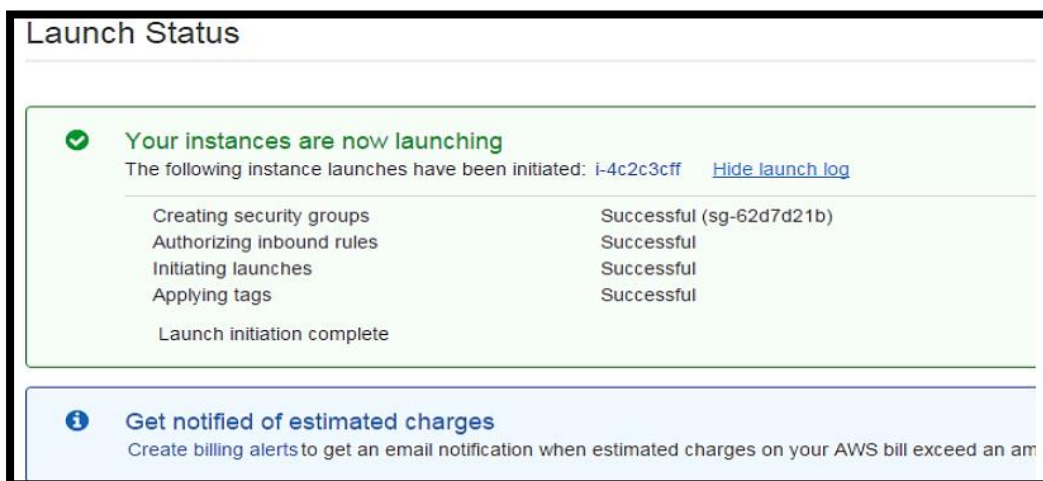 Launch Status
Your instances are now launching
The following instance launches have been initiated: i-4c2c3cff Hide launch log
Creating security groups Successful (sg-62d7d21b)
Authorizing inbound rules Successful
Initiating launches Successful
Applying tags Successful
Launch initiation complete
Get notified of estimated charges
Create billing alerts to get an email notification when estimated charges on your AWS bill exceed an